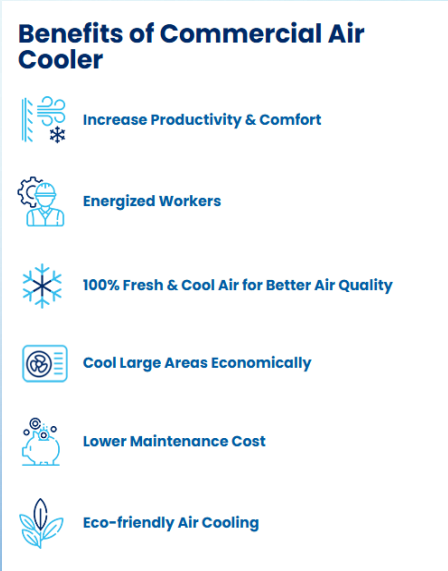 Benefits of Commercial Air
Cooler
Increase Productivity & Comfort
Energized Workers
100% Fresh & Cool Air for Better Air Quality
Cool Large Areas Economically
Lower Maintenance Cost
Eco-friendly Air Cooling